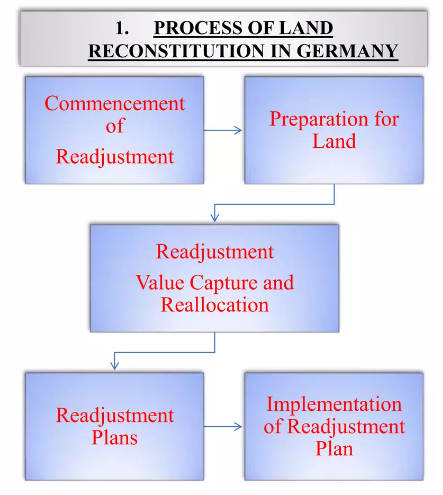 1. PROCESS OF LAND
RECONSTITUTION IN GERMANY
Commencement
of
Readjustment
Preparation for
Land
Readjustment
Value Capture and
Reallocation
Readjustment
Plans
Implementation
of Readjustment
Plan